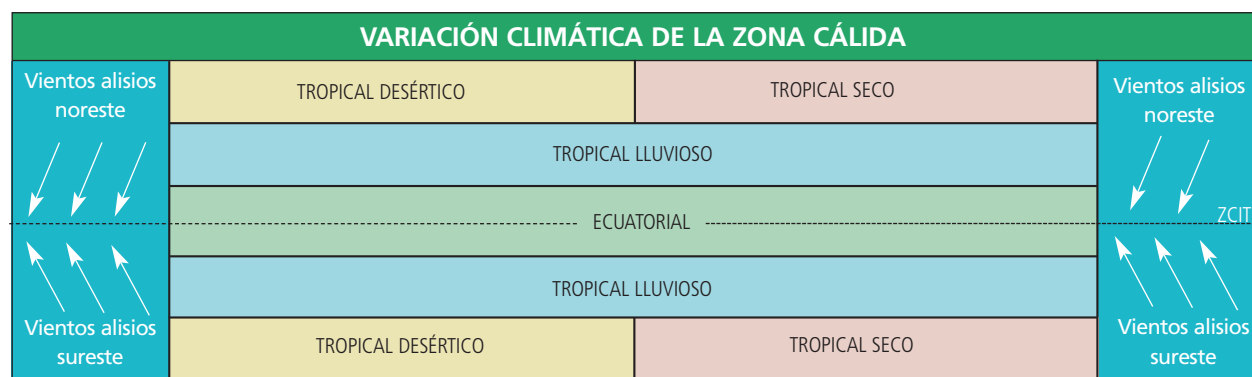 VARIACIÓN CLIMÁTICA DE LA ZONA CÁLIDA
Vientos alisios
noreste
TROPICAL DESÉRTICO
TROPICAL SECO
Vientos alisios
noreste
TROPICAL LLUVIOSO
ECUATORIAL
ZCIT
TROPICAL LLUVIOSO
Vientos alisios
sureste
TROPICAL DESÉRTICO
TROPICAL SECO
Vientos alisios
sureste